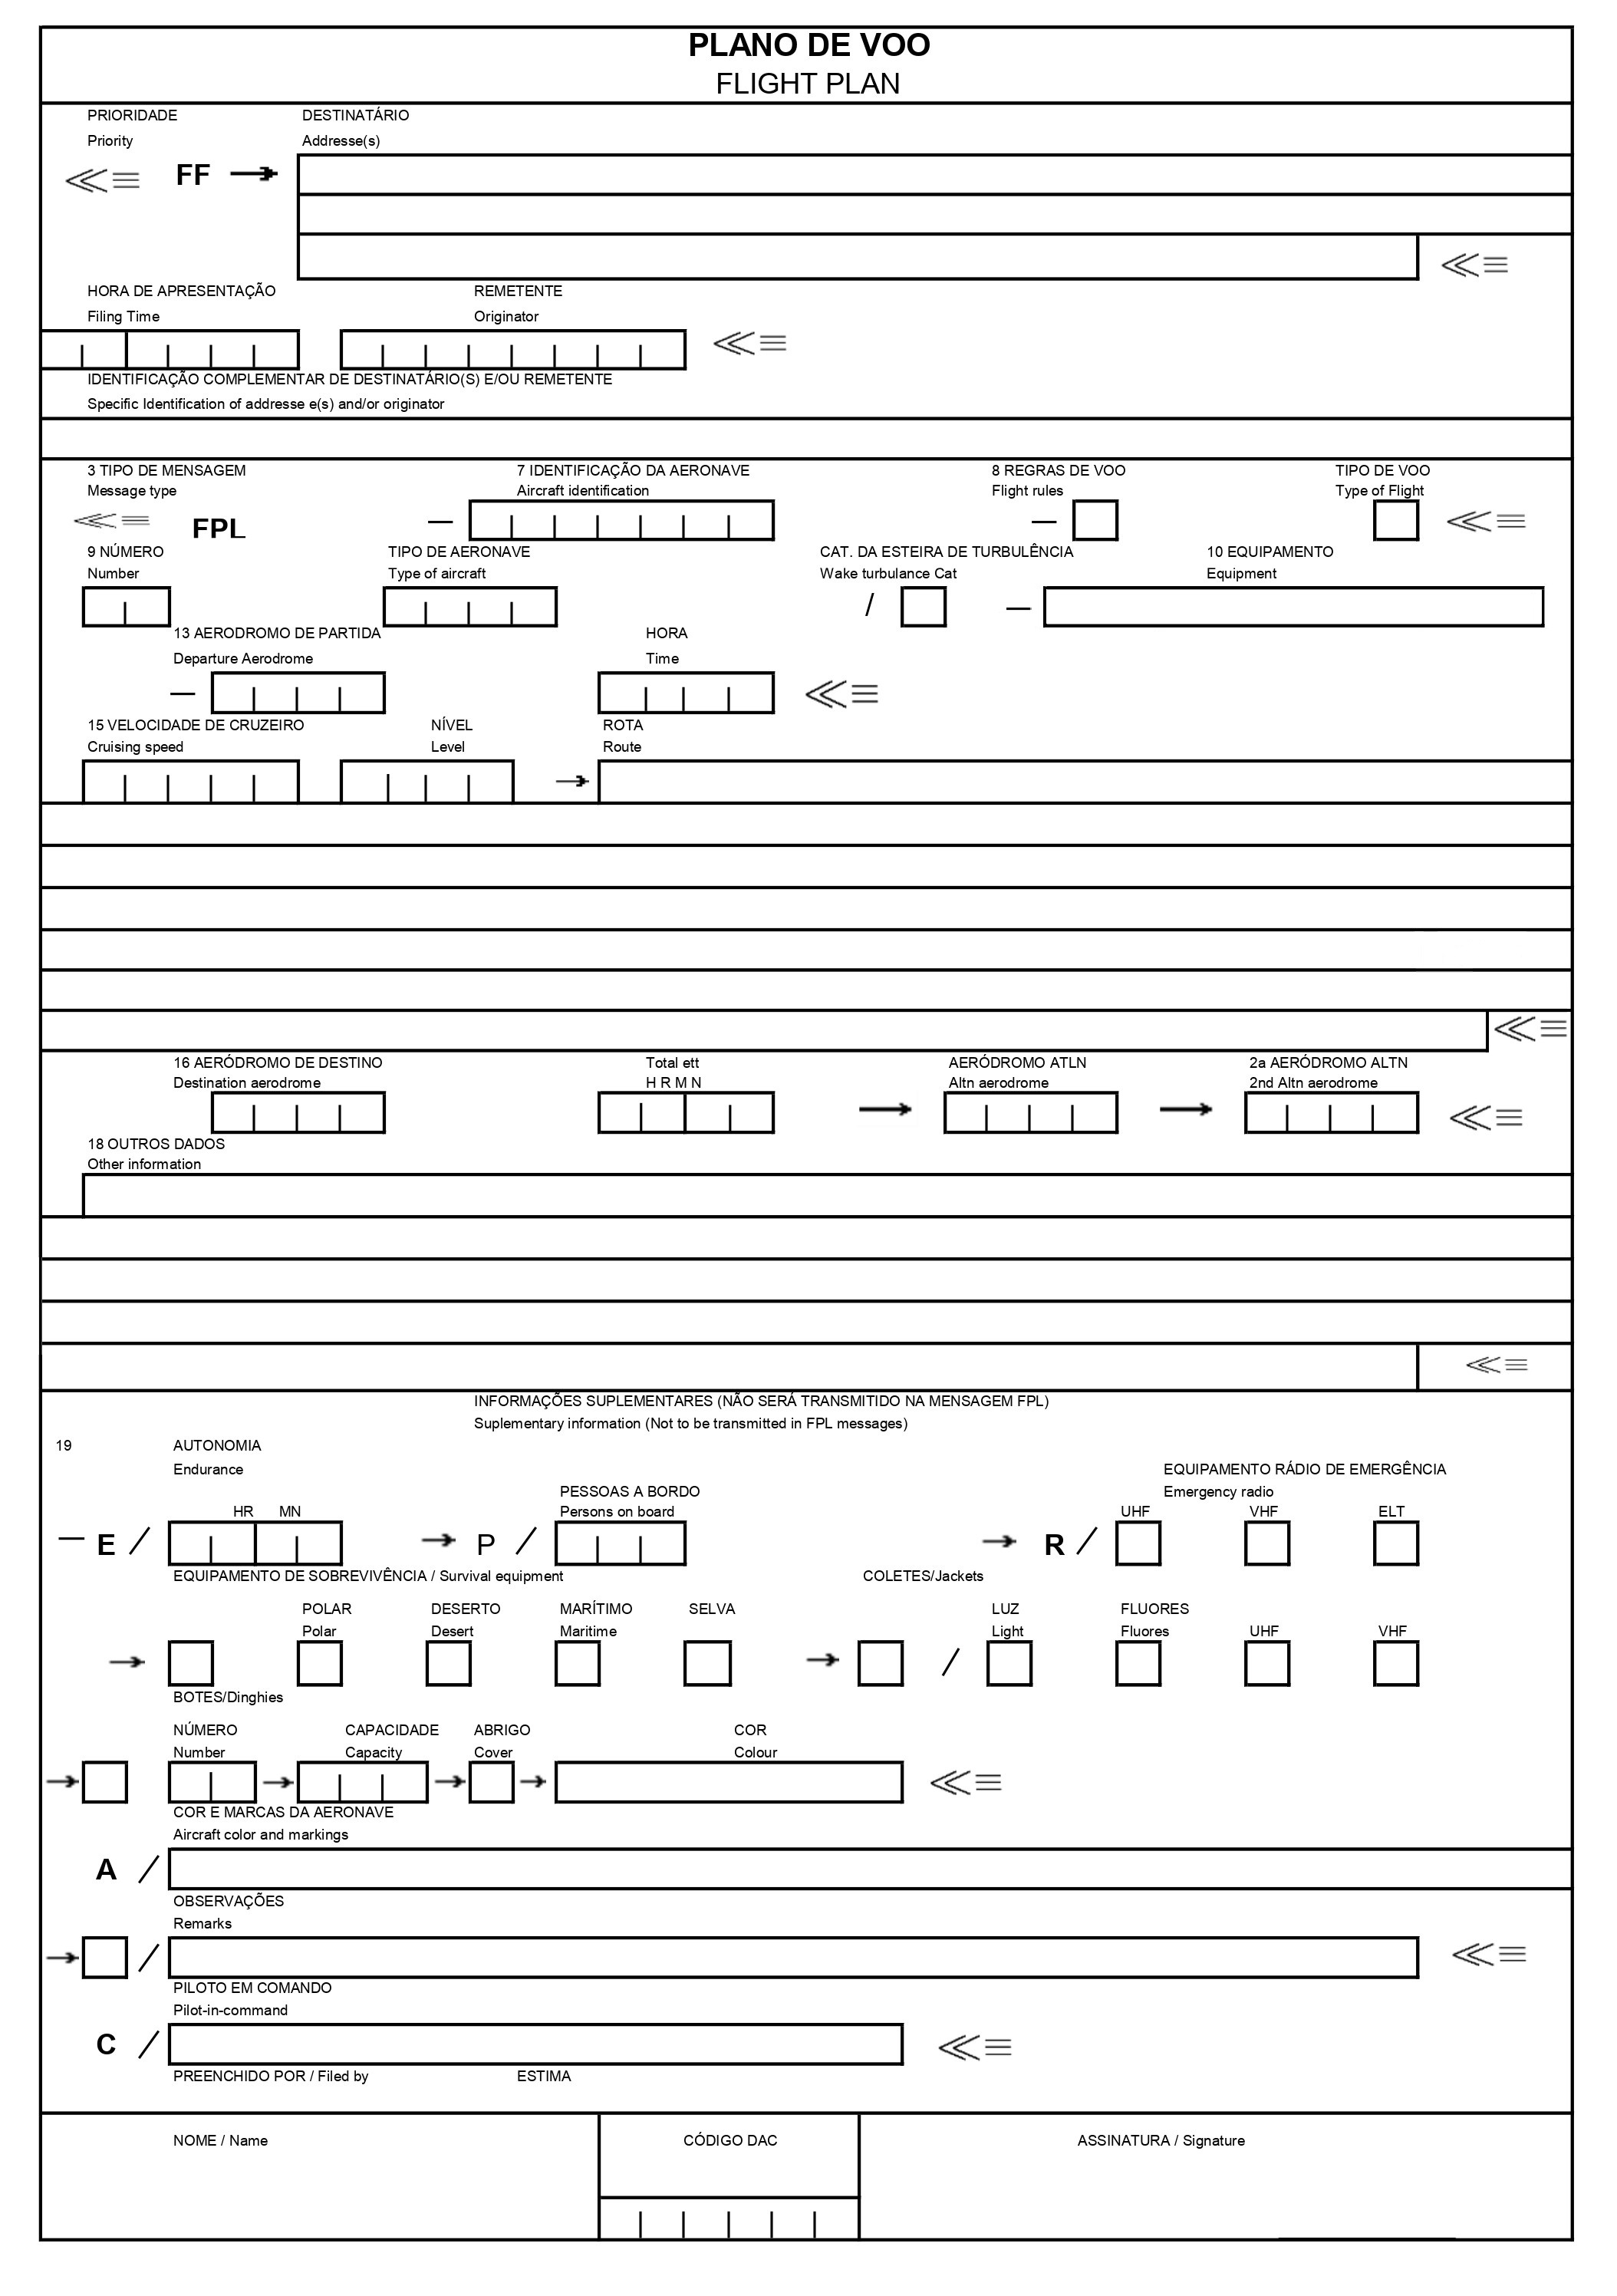 PLANO DE VOO
FLIGHT PLAN
PRIORIDADE DESTINATÁRIO
Priority Addresse(s)
FF
HORA DE APRESENTAÇÃO REMETENTE
Filing Time Originator
IDENTIFICAÇÃO COMPLEMENTAR DE DESTINATÁRIO(S) E/OU REMETENTE
Specific Identification of addresse e(s) and/or originator
3 TIPO DE MENSAGEM 7 IDENTIFICAÇÃO DA AERONAVE 8 REGRAS DE VOO TIPO DE VOO
Message type Aircraft identification Flight rules Type of Flight
FPL — —
9 NÚMERO TIPO DE AERONAVE CAT. DA ESTEIRA DE TURBULÊNCIA 10 EQUIPAMENTO
Number Type of aircraft Wake turbulance Cat Equipment
/ —
13 AERODROMO DE PARTIDA HORA
Departure Aerodrome Time
—
15 VELOCIDADE DE CRUZEIRO NÍVEL ROTA
Cruising speed Level Route
16 AERÓDROMO DE DESTINO Total ett AERÓDROMO ATLN 2a AERÓDROMO ALTN
Destination aerodrome H R M N Altn aerodrome 2nd Altn aerodrome
18 OUTROS DADOS
Other information
INFORMAÇÕES SUPLEMENTARES (NÃO SERÁ TRANSMITIDO NA MENSAGEM FPL)
Suplementary information (Not to be transmitted in FPL messages)
19 AUTONOMIA
Endurance EQUIPAMENTO RÁDIO DE EMERGÊNCIA
PESSOAS A BORDO Emergency radio
HR MN Persons on board UHF VHF ELT
— E / P / R /
EQUIPAMENTO DE SOBREVIVÊNCIA / Survival equipment COLETES/Jackets
POLAR DESERTO MARÍTIMO SELVA LUZ FLUORES
Polar Desert Maritime Light Fluores UHF VHF
/
BOTES/Dinghies
NÚMERO CAPACIDADE ABRIGO COR
Number Capacity Cover Colour
COR E MARCAS DA AERONAVE
Aircraft color and markings
A /
OBSERVAÇÕES
Remarks
/
PILOTO EM COMANDO
Pilot-in-command
C /
PREENCHIDO POR / Filed by ESTIMA
NOME / Name CÓDIGO DAC ASSINATURA / Signature